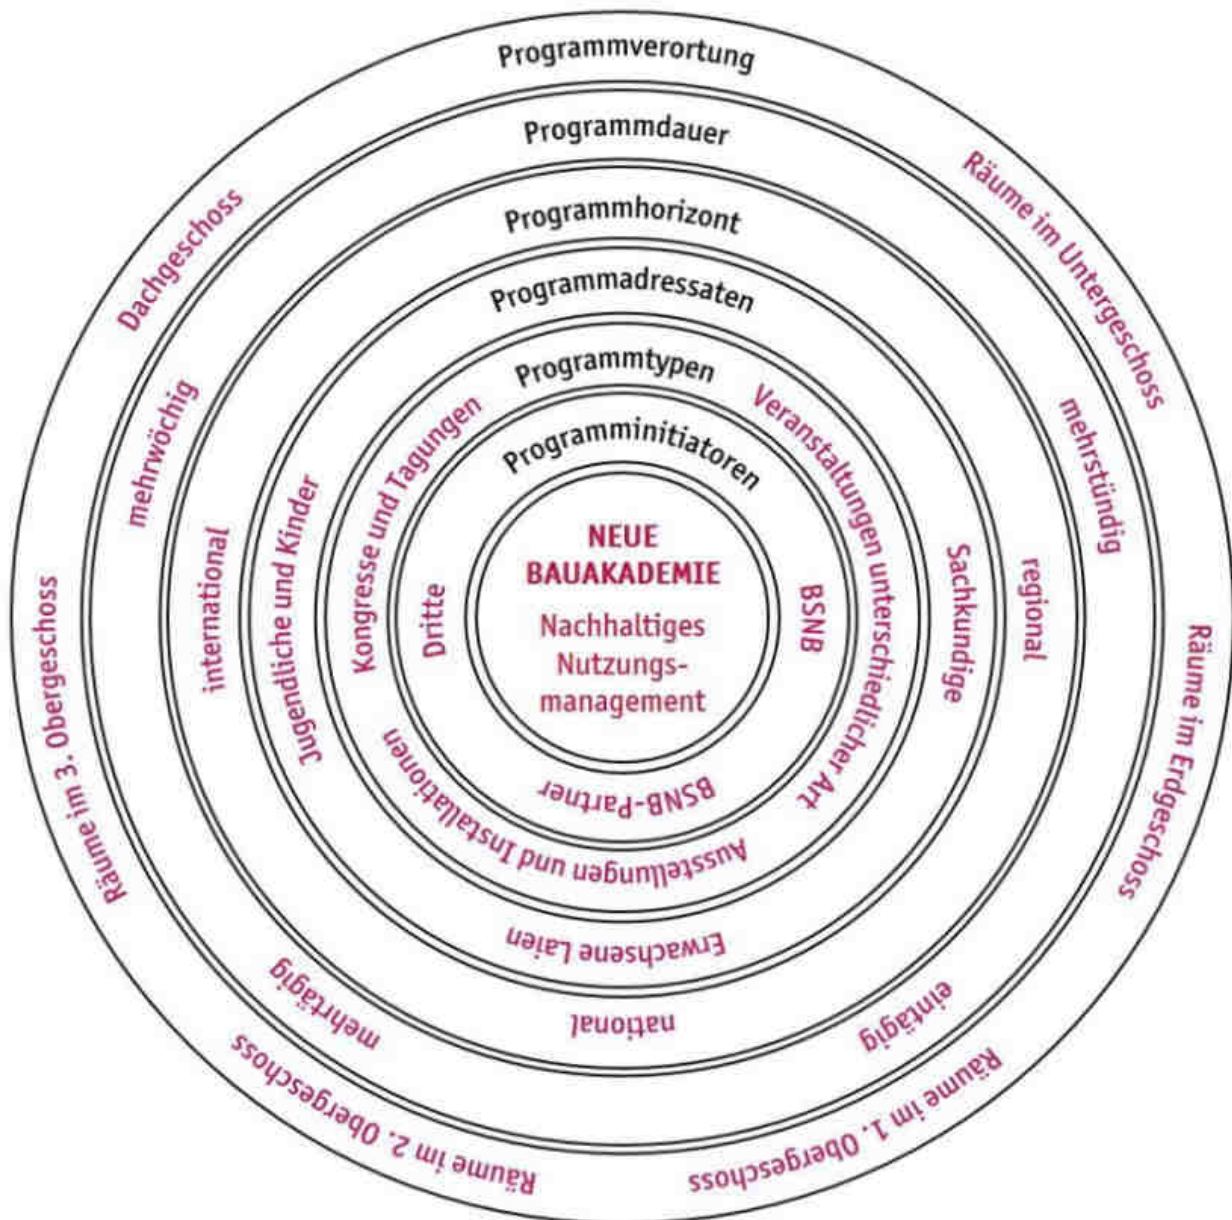 Programmverortung
Räume im Untergeschoss
Räume im Erdgeschoss
Räume im 1. Obergeschoss
Räume im 2. Obergeschoss
Räume im 3. Obergeschoss
Dachgeschoss
Programmdauer
mehrstündig
eintägig
mehrtägig
mehrwöchig
Programmhorizont
regional
national
international
Programmadressaten
Sachkundige
Erwachsene Laien
Jugendliche und Kinder
Programmtypen
Veranstaltungen unterschiedlicher Art
Ausstellungen und Installationen
Kongresse und Tagungen
Programminitiatoren
BSNB
BSNB-Partner
Dritte
NEUE
BAUAKADEMIE
Nachhaltiges
Nutzungs-
management